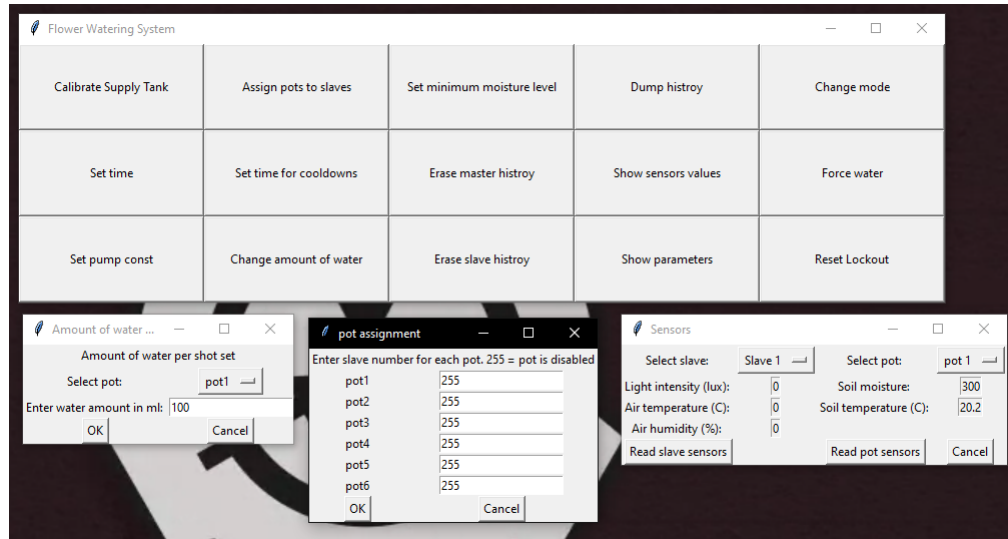 Flower Watering System
Calibrate Supply Tank Assign pots to slaves Set minimum moisture level Dump histroy Change mode
Set time Set time for cooldowns Erase master histroy Show sensors values Force water
Set pump const Change amount of water Erase slave histroy Show parameters Reset Lockout
Amount of water ...
Amount of water per shot set
Select pot: pot1
Enter water amount in ml: 100
OK Cancel
pot assignment
Enter slave number for each pot. 255 = pot is disabled
pot1 255
pot2 255
pot3 255
pot4 255
pot5 255
pot6 255
OK Cancel
Sensors
Select slave: Slave 1 Select pot: pot 1
Light intensity (lux): 0 Soil moisture: 300
Air temperature (C): 0 Soil temperature (C): 20.2
Air humidity (%): 0
Read slave sensors Read pot sensors Cancel